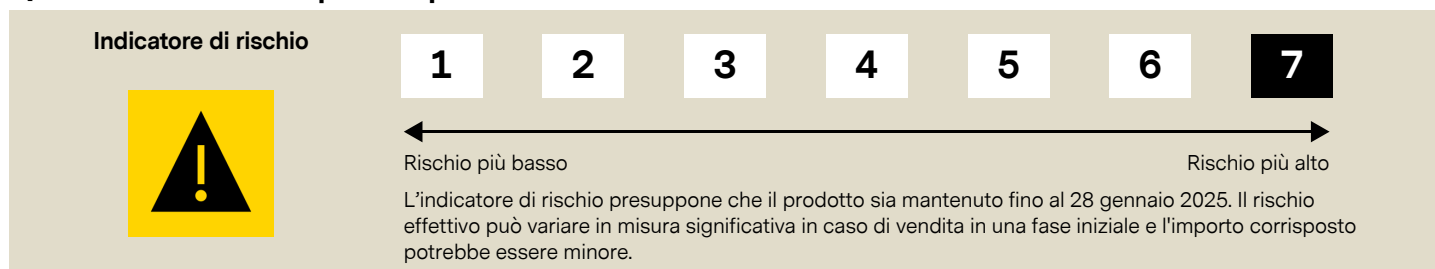 Indicatore di rischio
1 2 3 4 5 6 7
Rischio più basso Rischio più alto
L'indicatore di rischio presuppone che il prodotto sia mantenuto fino al 28 gennaio 2025. Il rischio
effettivo può variare in misura significativa in caso di vendita in una fase iniziale e l'importo corrisposto
potrebbe essere minore.